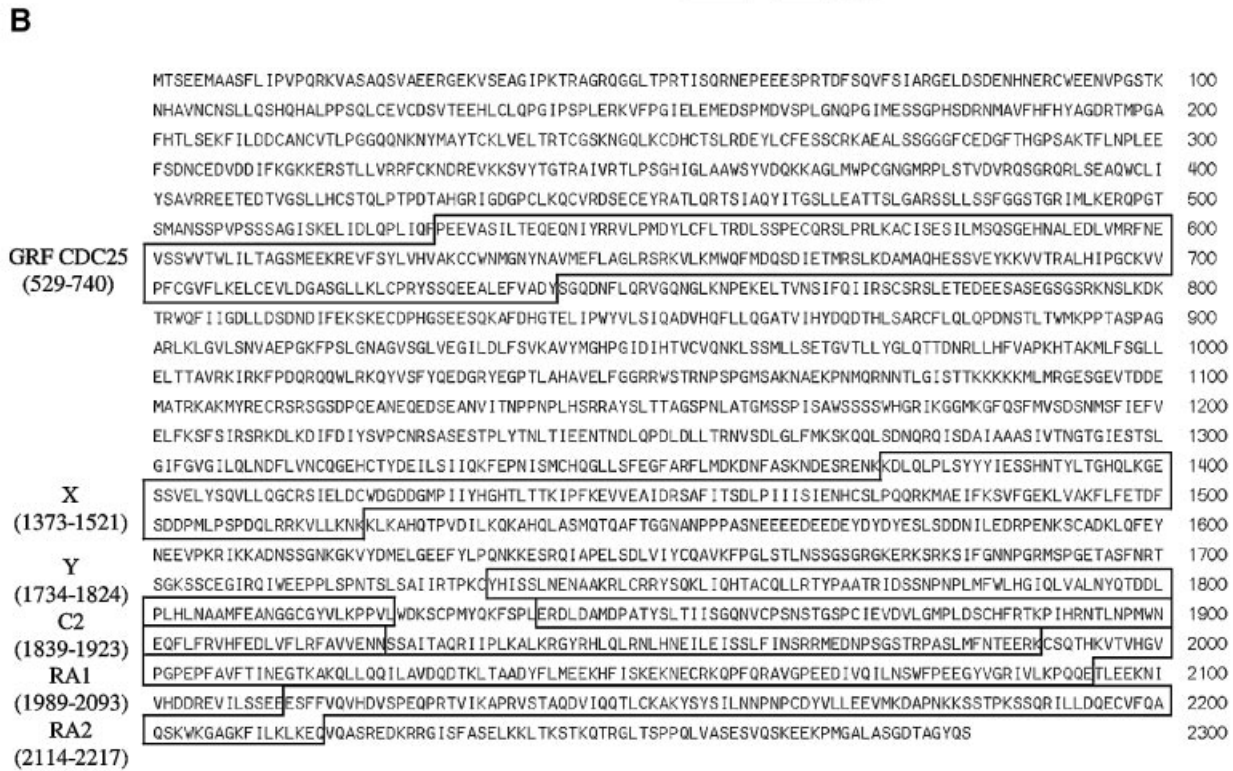 B
MTSEEMAASFLIPVPQRKVASAQSVAEERGEKVSEAGIPKTRAGRQGGLTPRTISQRNEPEEESPRTDFSQVFSIARGELDSDENHNERCWEENVPGSTK 100
NHAVNCNSLLQSHQHALPPSQLCEVCDSVTEEHLCLQPGIPSPLERKVFPGIELEMEDSPMDVSPLGNQPGIMESSGPHSDRNMAVFHFHYAGDRTMPGA 200
FHTLSEKFILDDCANCVTLPGGQQNKNYMAYTCKLVELTRTCGSKNGQLKCDHCTSLRDEYLCFESSCRKAEALSSGGGFCEDGFTHGPSAKTFLNPLEE 300
FSDNCEDVDDIFKGKKERSTLLVRRFCKNDREVKKSVYTGTRAIVRTLPSGHIGLAAWSYVDQKKAGLMWPCGNGMRPLSTVDVRQSGRQRLSEAQWCLI 400
YSAVRREETEDTVGSLLHCSTQLPTPDTAHGRIGDGPCLKQCVRDSECEYRATLQRTSIAQYITGSLLEATTSLGARSSLLSSFGGSTGRIMLKERQPGT 500
SMANSSPVPSSSAGISKELIDLQPLIQFPEEVASILTEQEQNIYRRVLPMDYLCFLTRDLSSPECQRSLPRLKACISESILMSQSGEHNALEDLVMRFNE 600
GRF CDC25
(529-740)
VSSWVTWLILTAGSMEEKREVFSYLVHVAKCCWNMGNYNAVMEFLAGLRSRKVLKMWQFMDQSDIETMRSLKDAMAQHESSVEYKKVVTRALHIPGCKVV 700
PFCGVFLKELCEVLDGASGLLKLCPRYSSQEEALEFVADYSGQDNFLQRVGQNGLKNPEKELTVNSIFQIIRSCSRSLETEDEESASEGSGSRKNSLKDK 800
TRWQFIIGDLLDSDNDIFEKSKECDPHGSEESQKAFDHGTELIPWYVLSIQADVHQFLLQGATVIHYDQDTHLSARCFLQLQPDNSTLTWMKPPTASPAG 900
ARLKLGVLSNVAEPGKFPSLGNAGVSGLVEGILDLFSVKAVYMGHPGIDIHTVCVQNKLSSMLLSETGVTLLYGLQTTDNRLLHFVAPKHTAKMLFSGLL 1000
ELTTAVRKIRKFPDQRQQWLRKQYVSFYQEDGRYEGPTLAHAVELFGGRRWSTRNPSPGMSAKNAEKPNMQRNNTLGISTTKKKKKMLMRGESGEVTDDE 1100
MATRKAKMYRECRSRSGSDPQEANEQEDSEANVITNPPNPLHSRRAYSLTTAGSPNLATGMSSPISAWSSSSWHGRIKGGMKGFQSFMVSDSNMSFIEFV 1200
ELFKSFSIRSRKDLKDIFDIYSVPCNRSASESTPLYTNLTIEENTNDLQPDLDLLTRNVSDLGLFMKSKQQLSDNQRQISDAIAAASIVTNGTGIESTSL 1300
GIFGVGILQLNDFLVNCQGEHCTYDEILSIIQKFEPNISMCHQGLLSFEGFARFLMDKDNFASKNDESRENKKDLQLPLSYYYIESSHNTYLTGHQLKGE 1400
X
(1373-1521)
SSVELYSQVLLQGCRSIELDCWDGDDGMPIIYHGHTLTTKIPFKEVVEAIDRSAFITSDLPIIISIENHCSLPQQRKMAEIFKSVFGEKLVAKFLFETDF 1500
SDDPMLPSPDQLRRKVLLKNKKLKAHQTPVDILKQKAHQLASMQTQAFTGGNANPPPASNEEEEDEEDEYDYDYESLSDDNILEDRPENKSCADKLQFEY 1600
NEEVPKRIKKADNSSGNKGKVYDMELGEEFYLPQNKKESRQIAPELSDLVIYCQAVKFPGLSTLNSSGSGRGKERKSRKSIFGNNPGRMSPGETASFNRT 1700
Y
(1734-1824)
SGKSSCEGIRQIWEEPPLSPNTSLSAIIRTPKCYHISSLNENAAKRLCRRYSQKLIQHTACQLLRTYPAATRIDSSNPNPLMFWLHGIQLVALNYQTDDL 1800
PLHLNAAMFEANGGCGYVLKPPVLWDKSCPMYQKFSPLERDLDAMDPATYSLTIISGQNVCPSNSTGSPCIEVDVLGMPLDSCHFRTKPIHRNTLNPMWN 1900
C2
(1839-1923)
EQFLFRVHFEDLVFLRFAVVENNSSAITAQRIIPLKALKRGYRHLQLRNLHNEILEISSLFINSRRMEDNPSGSTRPASLMFNTEERKCSQTHKVTVHGV 2000
RA1
(1989-2093)
PGPEPFAVFTINEGTKAKQLLQQILAVDQDTKLTAADYFLMEEKHFISKEKNECRKQPFQRAVGPEEDIVQILNSWFPEEGYVGRIVLKPQQETLEEKNI 2100
VHDDREVILSSEEESFFVQVHDVSPEQPRTVIKAPRVSTAQDVIQQTLCKAKYSYSILNNPNPCDYVLLEEVMKDAPNKKSSTPKSSQRILLDQECVFQA 2200
RA2
(2114-2217)
QSKWKGAGKFILKLKEQVQASREDKRRGISFASELKKLTKSTKQTRGLTSPPQLVASESVQSKEEKPMGALASGDTAGYQS 2300